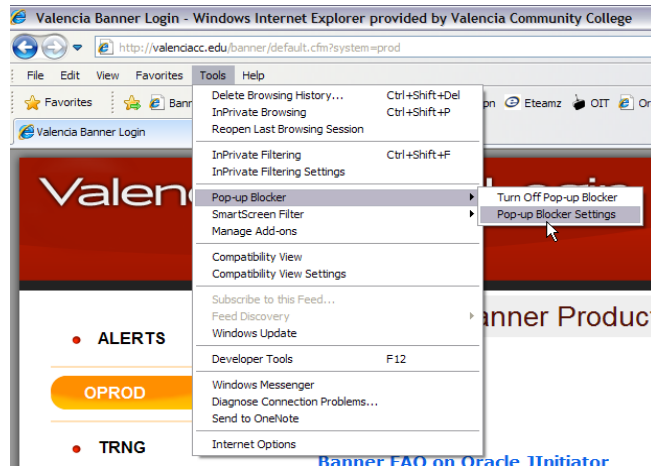 Valencia Banner Login - Windows Internet Explorer provided by Valencia Community College
http://valenciacc.edu/banner/default.cfm?system=prod
File Edit View Favorites Tools Help
Favorites Bann on Eteamz OIT Or
Valencia Banner Login
Delete Browsing History... Ctrl+Shift+Del
InPrivate Browsing Ctrl+Shift+P
Reopen Last Browsing Session
InPrivate Filtering Ctrl+Shift+F
InPrivate Filtering Settings
Valen
Pop-up Blocker Turn Off Pop-up Blocker
SmartScreen Filter Pop-up Blocker Settings
Manage Add-ons
Compatibility View
Compatibility View Settings
Subscribe to this Feed...
Feed Discovery
Windows Update
anner Produc
ALERTS
Developer Tools F12
Windows Messenger
OPROD
Diagnose Connection Problems...
Send to OneNote
TRNG
Internet Options
Banner FAQ on Oracle JInitiator